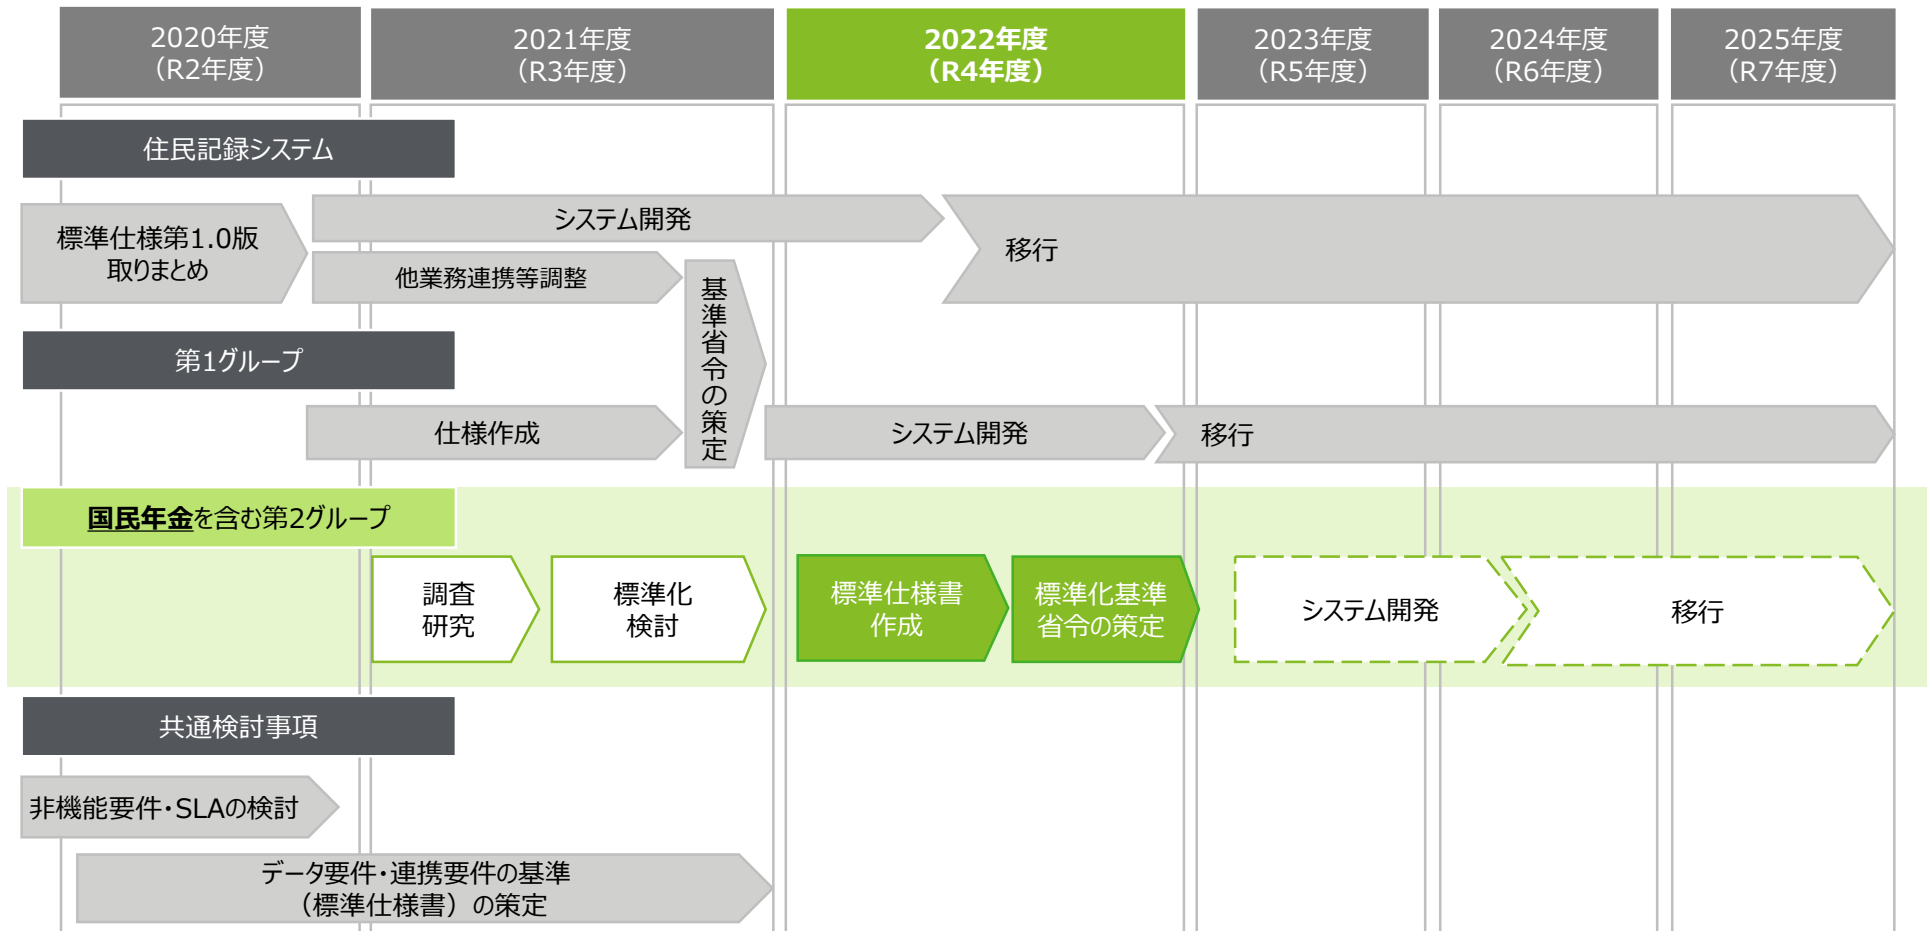 2020年度
（R2年度）
2021年度
（R3年度）
2022年度
（R4年度）
2023年度
（R5年度）
2024年度
（R6年度）
2025年度
（R7年度）
住民記録システム
標準仕様第1.0版
取りまとめ
システム開発
他業務連携等調整
基準省令の策定
移行
第1グループ
仕様作成
システム開発
移行
国民年金を含む第2グループ
調査
研究
標準化
検討
標準仕様書
作成
標準化基準
省令の策定
システム開発
移行
共通検討事項
非機能要件・SLAの検討
データ要件・連携要件の基準
（標準仕様書）の策定